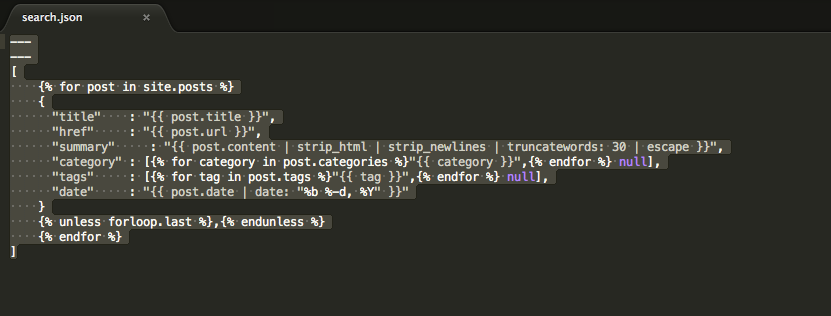 search.json ×
---
---
[
    {% for post in site.posts %}
    {
      "title"    : "{{ post.title }}",
      "href"     : "{{ post.url }}",
      "summary"     : "{{ post.content | strip_html | strip_newlines | truncatewords: 30 | escape }}",
      "category" : [{% for category in post.categories %}"{{ category }}",{% endfor %} null],
      "tags"     : [{% for tag in post.tags %}"{{ tag }}",{% endfor %} null],
      "date"     : "{{ post.date | date: "%b %-d, %Y" }}"
    }
    {% unless forloop.last %},{% endunless %}
    {% endfor %}
]